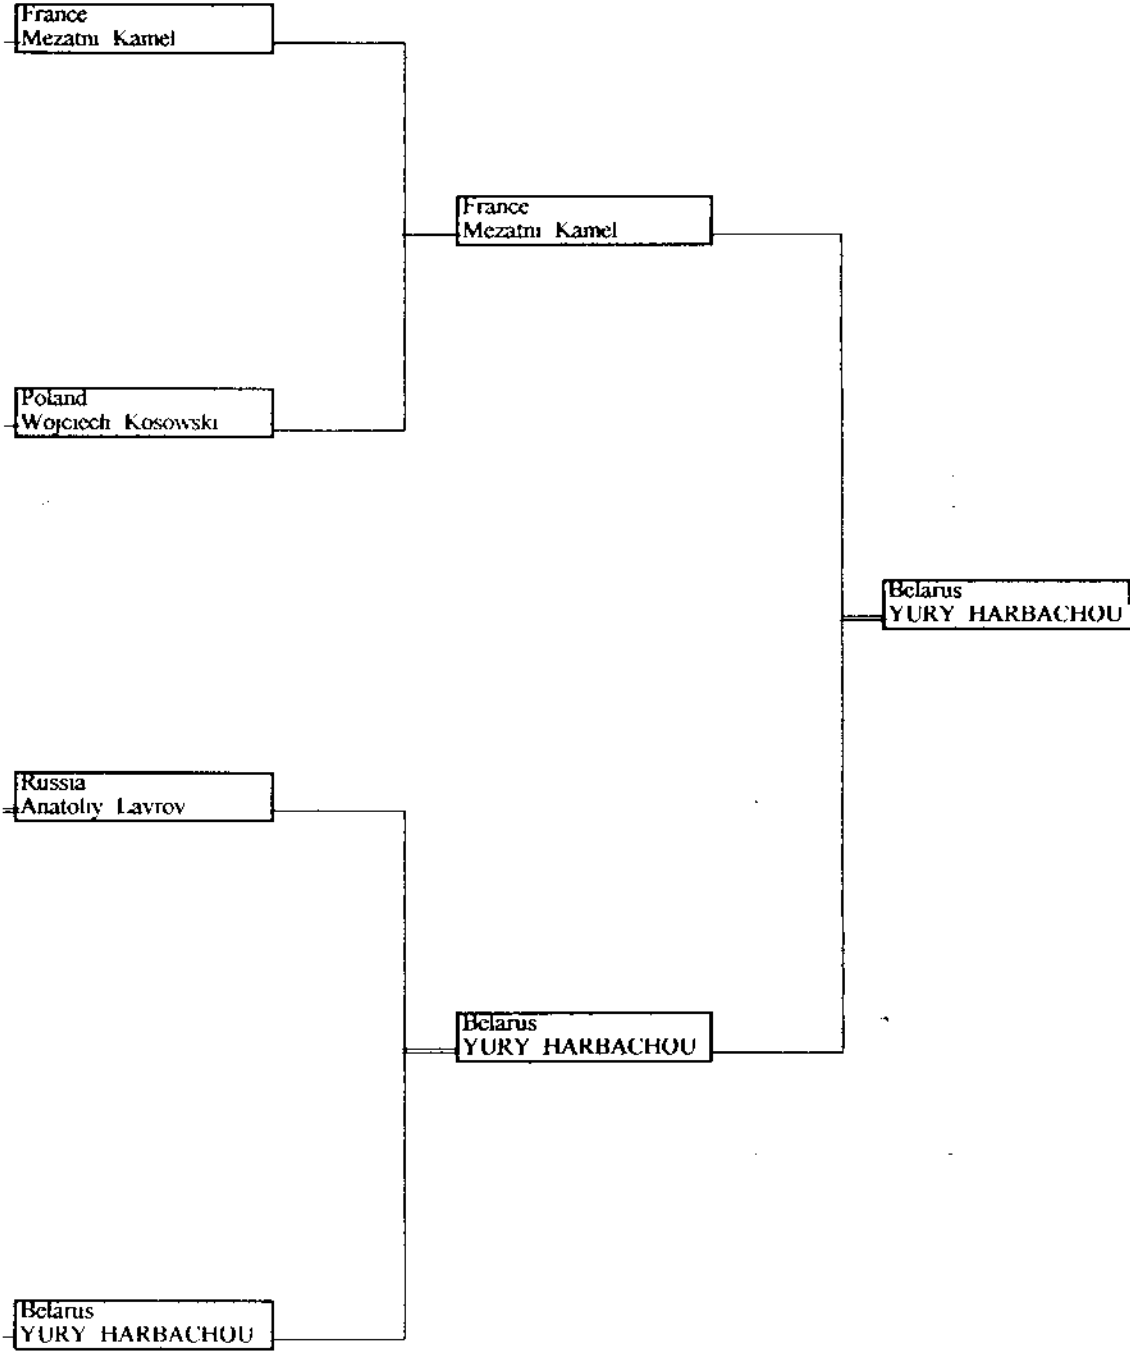 France
Mezatni Kamel
France
Mezatni Kamel
Poland
Wojciech Kosowski
Belarus
YURY HARBACHOU
Russia
Anatoliy Lavrov
Belarus
YURY HARBACHOU
Belarus
YURY HARBACHOU